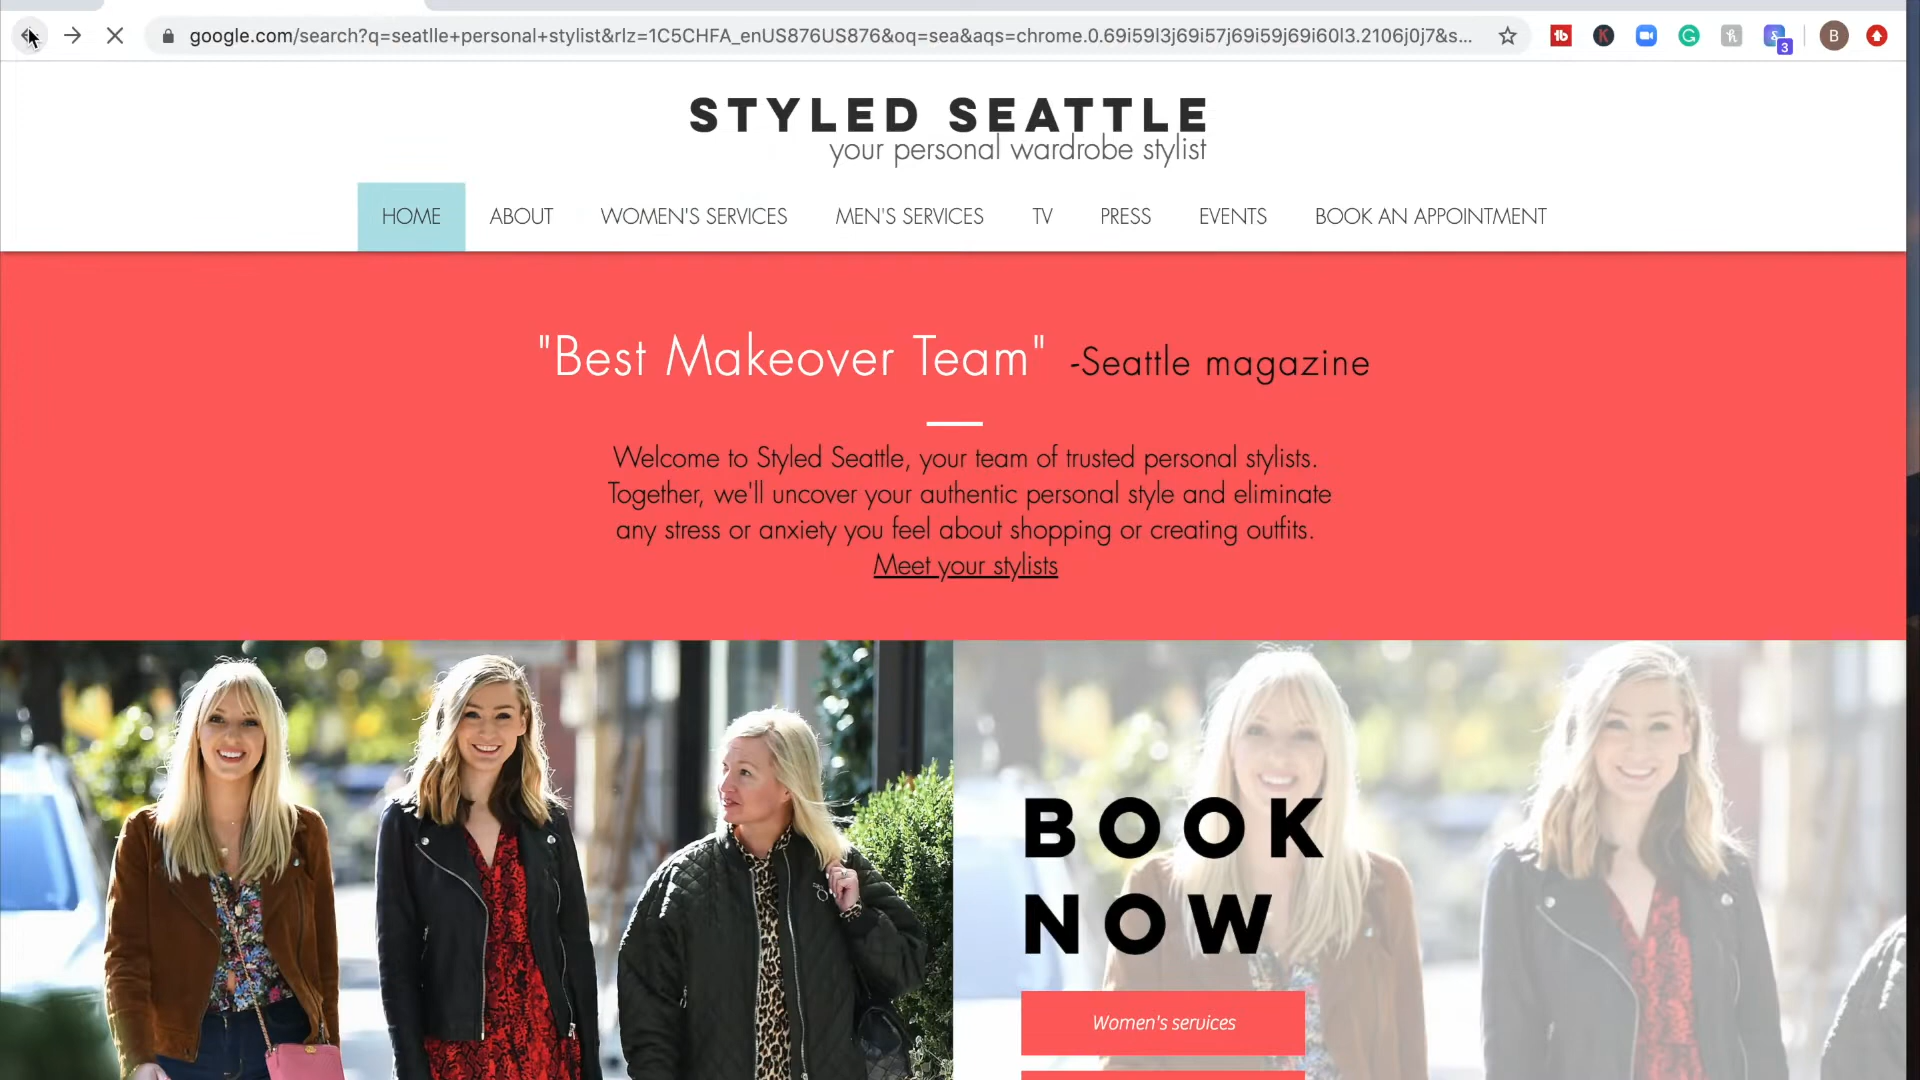 google.com/search?q=seatlle+personal+stylist&rlz=1C5CHFA_enUS876US876&oq=sea&aqs=chrome.0.69i59l3j69i57j69i59j69i60l3.2106j0j7&s...
tb
K
G
3
B
STYLED SEATTLE
your personal wardrobe stylist
HOME ABOUT WOMEN'S SERVICES MEN'S SERVICES TV PRESS EVENTS BOOK AN APPOINTMENT
"Best Makeover Team" -Seattle magazine
Welcome to Styled Seattle, your team of trusted personal stylists.
Together, we'll uncover your authentic personal style and eliminate
any stress or anxiety you feel about shopping or creating outfits.
Meet your stylists
BOOK
NOW
Women's services